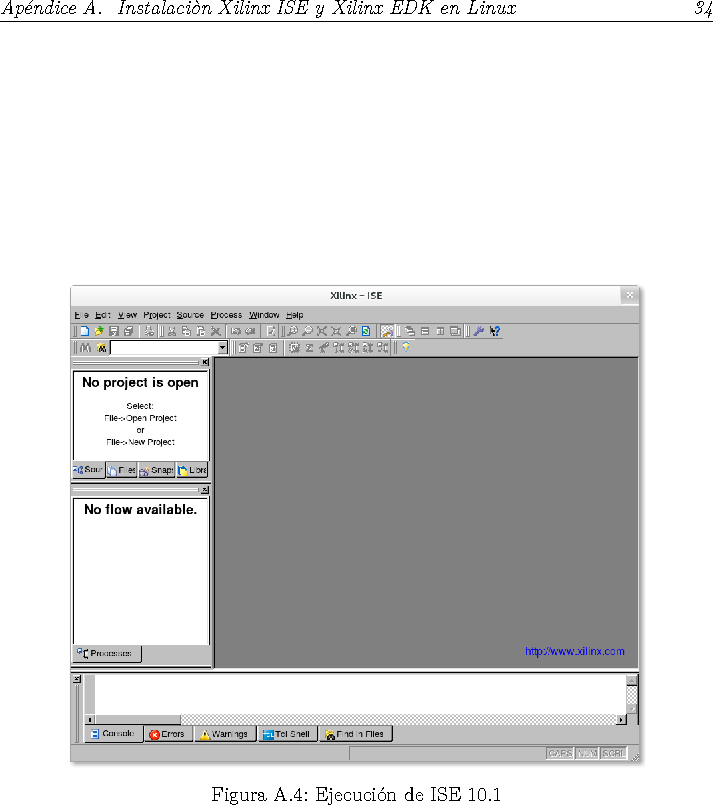 Apéndice A. Instalaciòn Xilinx ISE y Xilinx EDK en Linux 34
Xilinx - ISE
File Edit View Project Source Process Window Help
No project is open
Select:
File->Open Project
or
File->New Project
Sour Files Snaps Libra
No flow available.
Processes
http://www.xilinx.com
Console Errors Warnings Tcl Shell Find in Files
CAPS NUM SCRL
Figura A.4: Ejecución de ISE 10.1